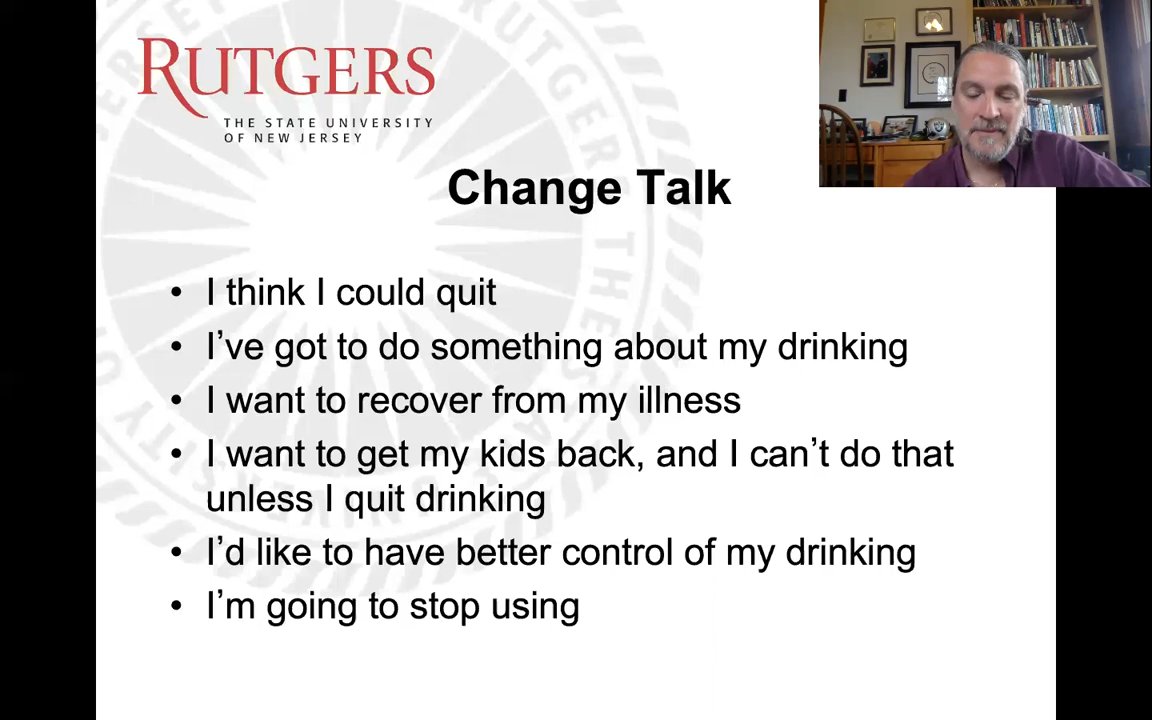 RUTGERS
THE STATE UNIVERSITY
OF NEW JERSEY
Change Talk
• I think I could quit
• I’ve got to do something about my drinking
• I want to recover from my illness
• I want to get my kids back, and I can’t do that
unless I quit drinking
• I’d like to have better control of my drinking
• I’m going to stop using